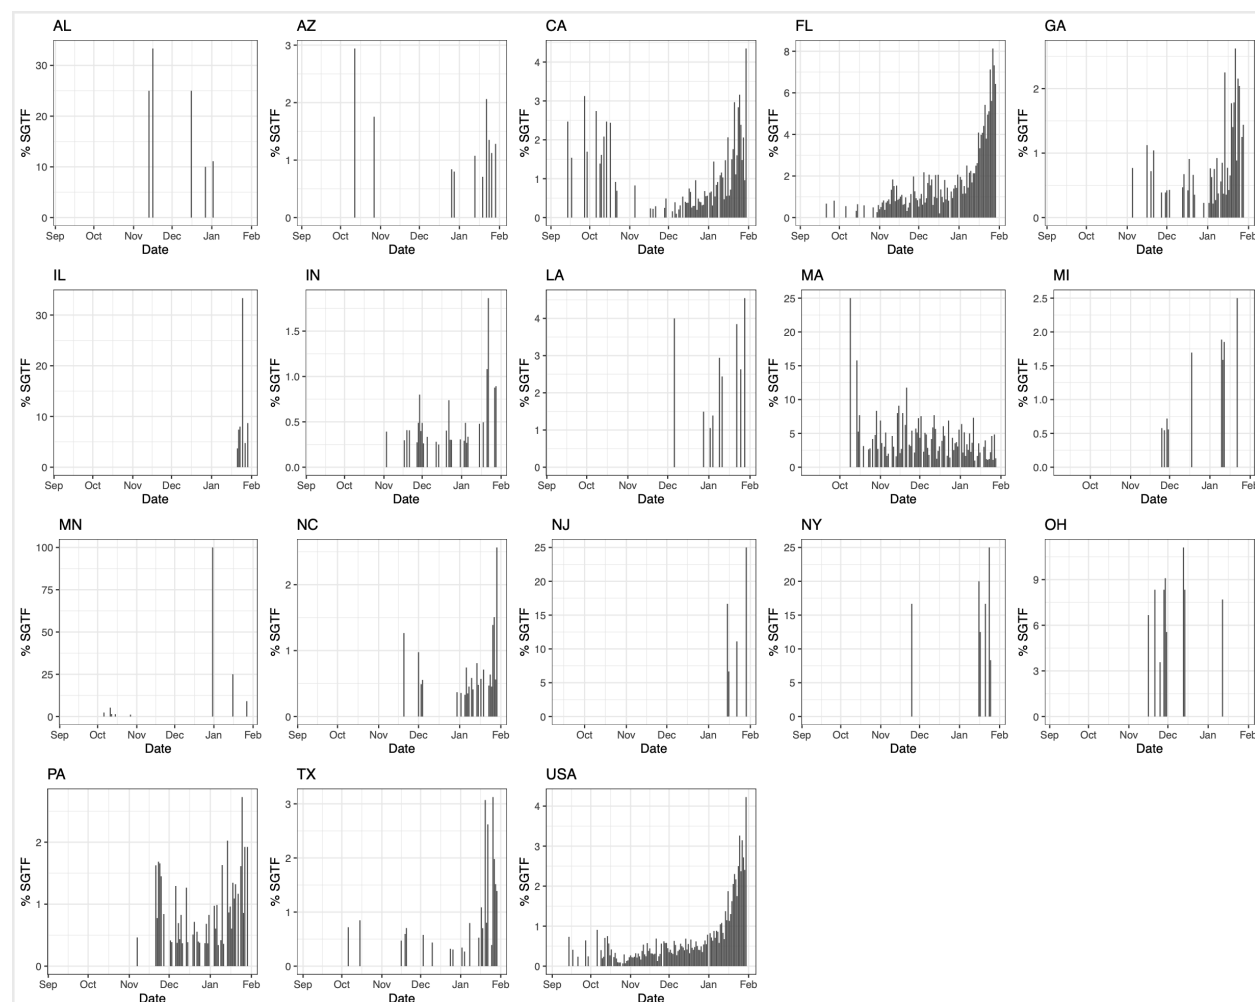 AL AZ CA FL GA
% SGTF 30 20 10 0 % SGTF 3 2 1 0 % SGTF 4 3 2 1 0 % SGTF 8 6 4 2 0 % SGTF 2 1 0
Sep Oct Nov Dec Jan Feb Sep Oct Nov Dec Jan Feb Sep Oct Nov Dec Jan Feb Sep Oct Nov Dec Jan Feb Sep Oct Nov Dec Jan Feb
Date Date Date Date Date
IL IN LA MA MI
% SGTF 30 20 10 0 % SGTF 1.5 1.0 0.5 0.0 % SGTF 4 3 2 1 0 % SGTF 25 20 15 10 5 0 % SGTF 2.5 2.0 1.5 1.0 0.5 0.0
Sep Oct Nov Dec Jan Feb Sep Oct Nov Dec Jan Feb Sep Oct Nov Dec Jan Feb Oct Nov Dec Jan Feb Oct Nov Dec Jan Feb
Date Date Date Date Date
MN NC NJ NY OH
% SGTF 100 75 50 25 0 % SGTF 2 1 0 % SGTF 25 20 15 10 5 0 % SGTF 25 20 15 10 5 0 % SGTF 9 6 3 0
Sep Oct Nov Dec Jan Feb Sep Oct Nov Dec Jan Feb Oct Nov Dec Jan Feb Oct Nov Dec Jan Feb Sep Oct Nov Dec Jan Feb
Date Date Date Date Date
PA TX USA
% SGTF 2 1 0 % SGTF 3 2 1 0 % SGTF 4 3 2 1 0
Sep Oct Nov Dec Jan Feb Sep Oct Nov Dec Jan Feb Sep Oct Nov Dec Jan Feb
Date Date Date